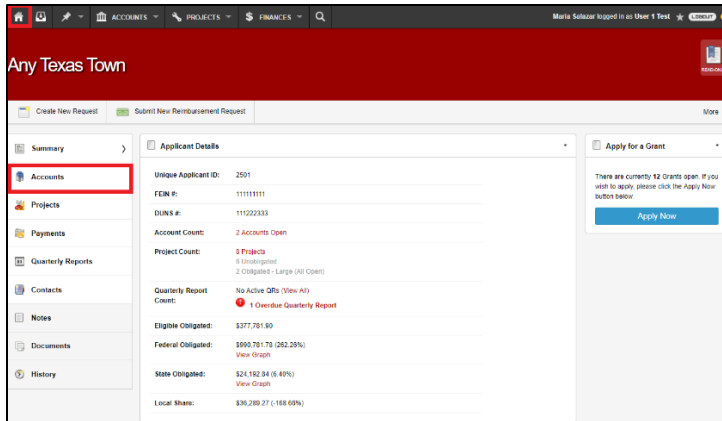 ACCOUNTS PROJECTS $ FINANCES Maria Salazar logged in as User 1 Test LOGOUT
Any Texas Town
READ-ONLY
Create New Request Submit New Reimbursement Request More
Summary
Accounts
Projects
Payments
Quarterly Reports
Contacts
Notes
Documents
History
Applicant Details
Unique Applicant ID: 2501
FEIN #: 111111111
DUNS #: 111222333
Account Count: 2 Accounts Open
Project Count: 8 Projects
6 Unobligated
2 Obligated - Large (All Open)
Quarterly Report Count: No Active QRs (View All)
1 Overdue Quarterly Report
Eligible Obligated: $377,781.90
Federal Obligated: $990,781.78 (262.26%)
View Graph
State Obligated: $24,192.84 (6.40%)
View Graph
Local Share: $36,289.27 (-168.66%)
Apply for a Grant
There are currently 12 Grants open. If you
wish to apply, please click the Apply Now
button below.
Apply Now